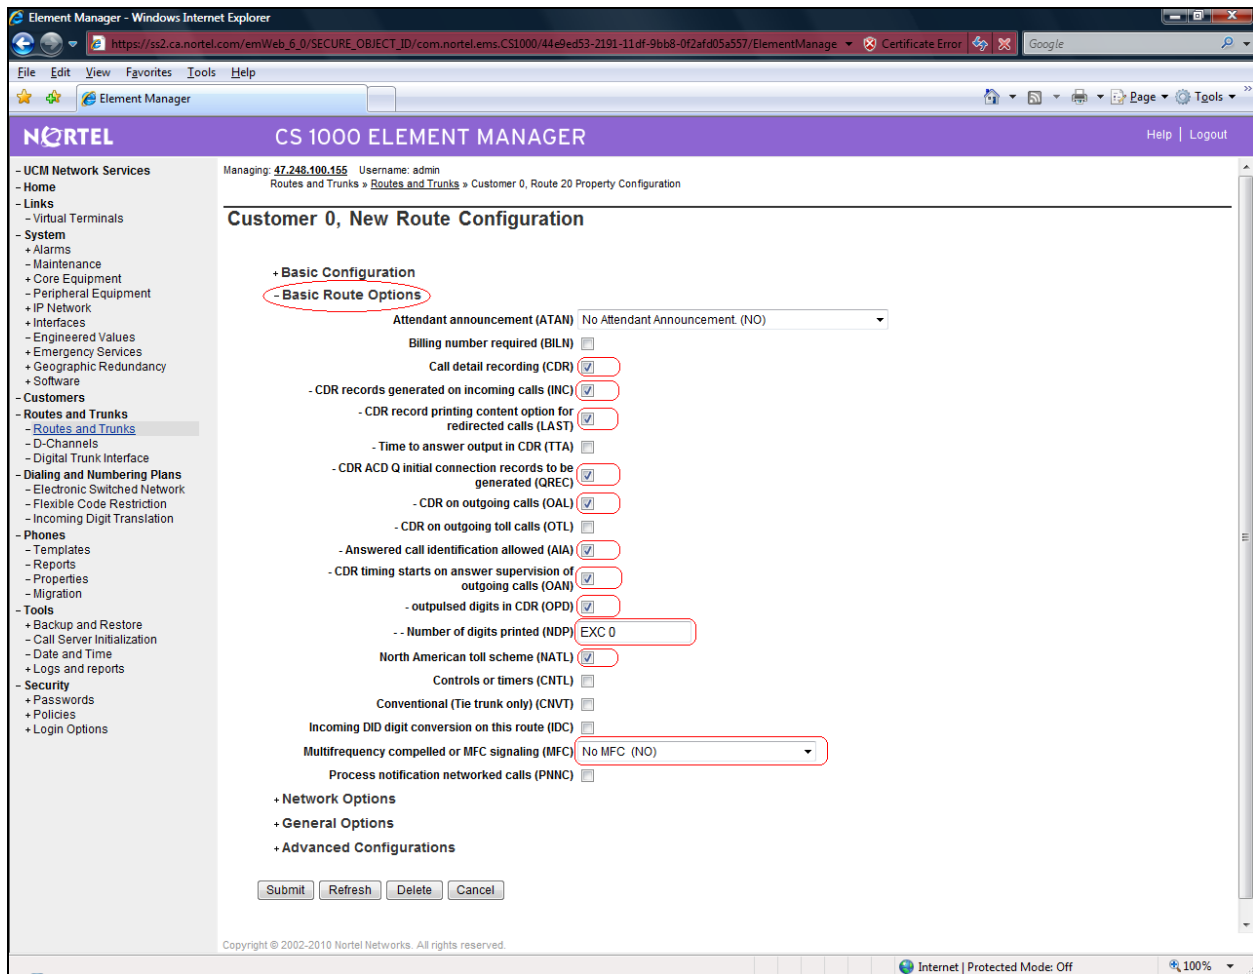 Element Manager - Windows Internet Explorer
https://ss2.ca.nortel.com/emWeb_6_0/SECURE_OBJECT_ID/com.nortel.ems.CS1000/44e9ed53-2191-11df-9bb8-0f2afd03a557/ElementManage Certificate Error Google
File Edit View Favorites Tools Help
Element Manager Page Tools »
NORTEL CS 1000 ELEMENT MANAGER Help | Logout
- UCM Network Services
- Home
- Links
- Virtual Terminals
- System
+ Alarms
- Maintenance
+ Core Equipment
- Peripheral Equipment
+ IP Network
+ Interfaces
- Engineered Values
+ Emergency Services
+ Geographic Redundancy
+ Software
- Customers
- Routes and Trunks
- Routes and Trunks
- D-Channels
- Digital Trunk Interface
- Dialing and Numbering Plans
- Electronic Switched Network
- Flexible Code Restriction
- Incoming Digit Translation
- Phones
- Templates
- Reports
- Properties
- Migration
- Tools
+ Backup and Restore
- Call Server Initialization
- Date and Time
+ Logs and reports
- Security
+ Passwords
+ Policies
+ Login Options
Managing: 47.248.100.155 Username: admin
Routes and Trunks » Routes and Trunks » Customer 0, Route 20 Property Configuration
Customer 0, New Route Configuration
+ Basic Configuration
- Basic Route Options
Attendant announcement (ATAN) No Attendant Announcement. (NO)
Billing number required (BILN)
Call detail recording (CDR)
- CDR records generated on incoming calls (INC)
- CDR record printing content option for
redirected calls (LAST)
- Time to answer output in CDR (TTA)
- CDR ACD Q initial connection records to be
generated (QREC)
- CDR on outgoing calls (OAL)
- CDR on outgoing toll calls (OTL)
- Answered call identification allowed (AIA)
- CDR timing starts on answer supervision of
outgoing calls (OAN)
- outpulsed digits in CDR (OPD)
- - Number of digits printed (NDP) EXC 0
North American toll scheme (NATL)
Controls or timers (CNTL)
Conventional (Tie trunk only) (CNVT)
Incoming DID digit conversion on this route (IDC)
Multifrequency compelled or MFC signaling (MFC) No MFC (NO)
Process notification networked calls (PNNC)
+ Network Options
+ General Options
+ Advanced Configurations
Submit Refresh Delete Cancel
Copyright © 2002-2010 Nortel Networks. All rights reserved.
Internet | Protected Mode: Off 100%